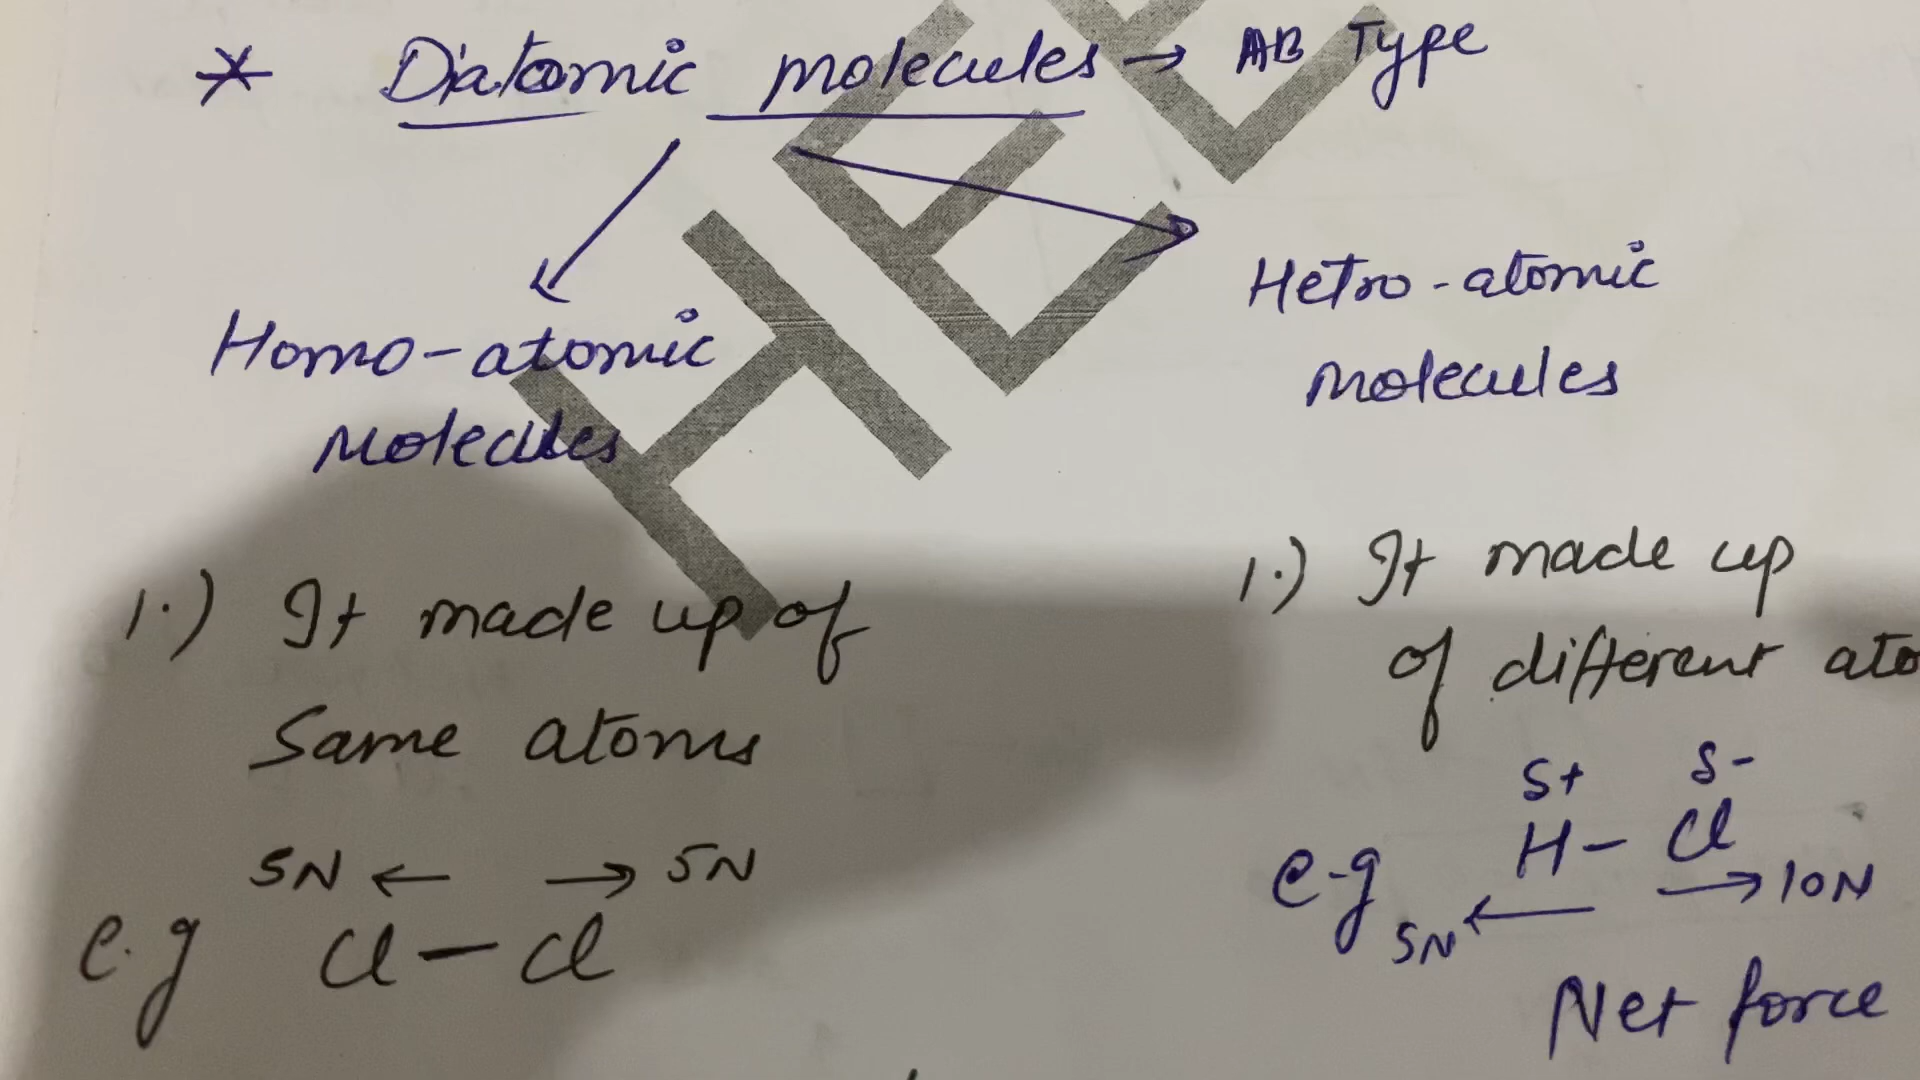 * Diatomic molecules → AB Type
Homo-atomic
Molecules
Hetro-atomic
Molecules
1.) It made up of
Same atoms
5N ← → 5N
e.g Cl - Cl
1.) It made up
of different ato
S+ S-
e-g H - Cl
5N ← → 10N
Net force